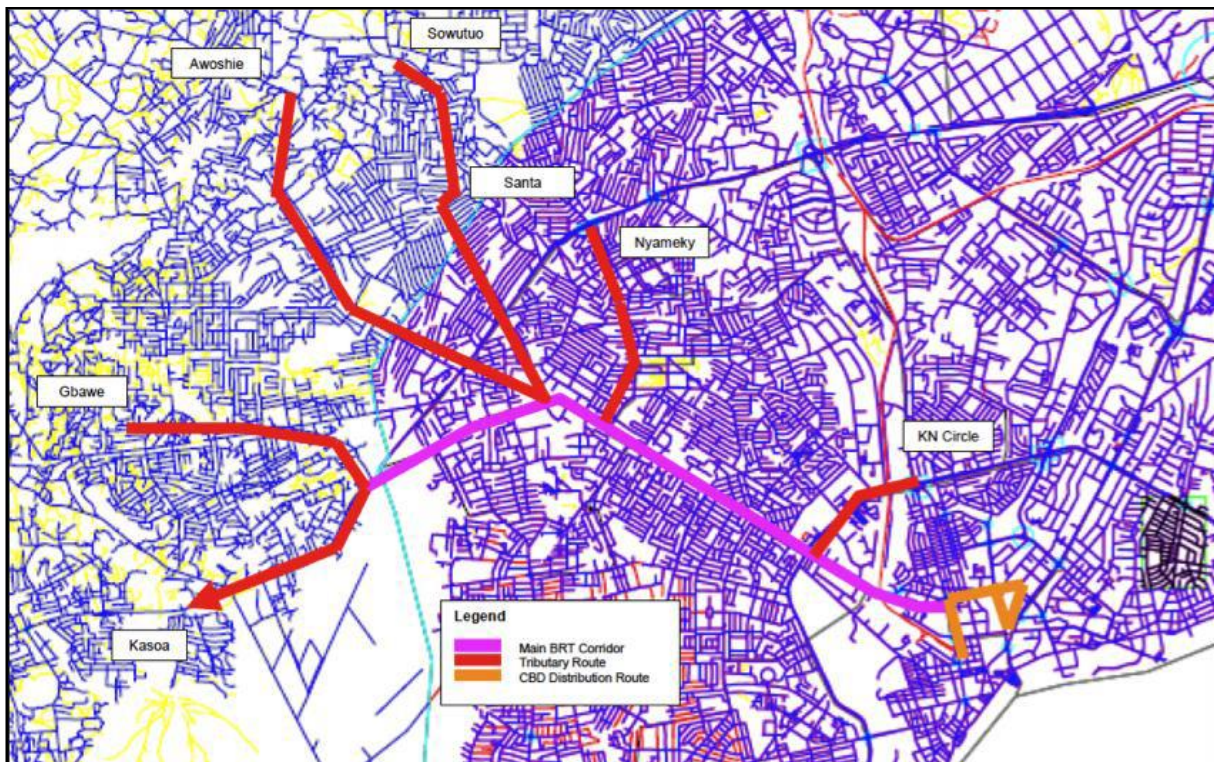 Sowutuo
Awoshie
Santa
Nyameky
Gbawe
KN Circle
Kasoa
Legend
Main BRT Corridor
Tributary Route
CBD Distribution Route